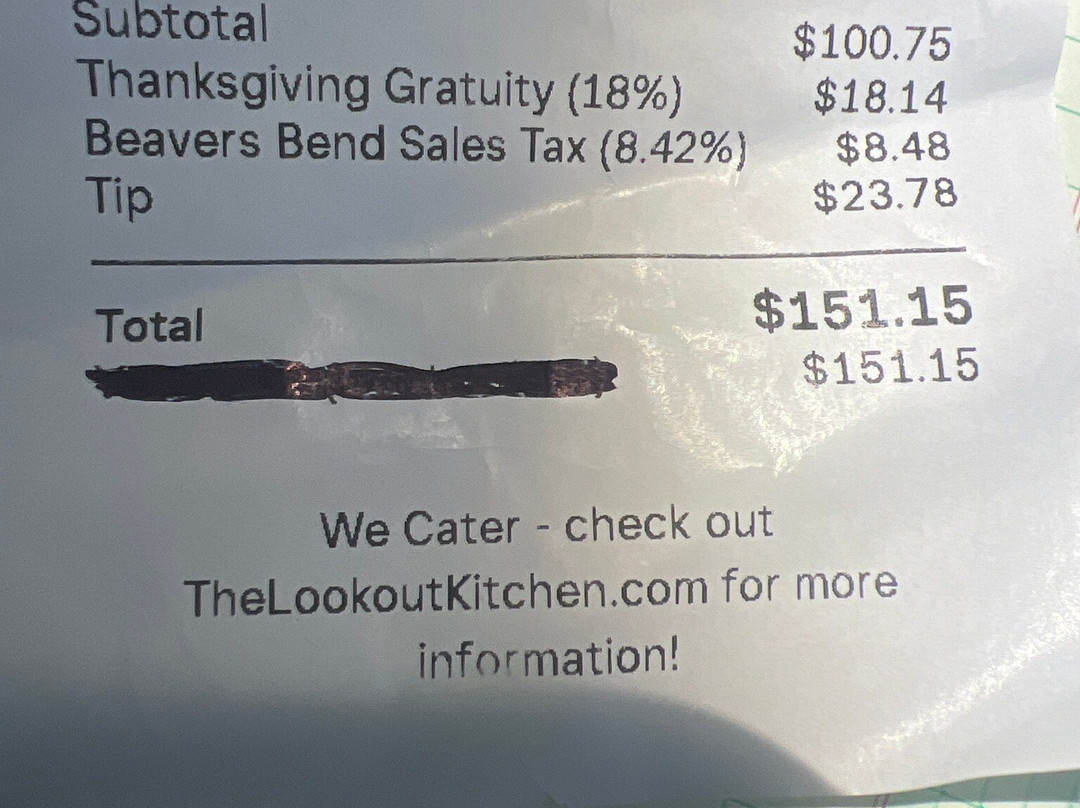 Subtotal $100.75
Thanksgiving Gratuity (18%) $18.14
Beavers Bend Sales Tax (8.42%) $8.48
Tip $23.78
Total $151.15
$151.15
We Cater - check out
TheLookoutKitchen.com for more
information!